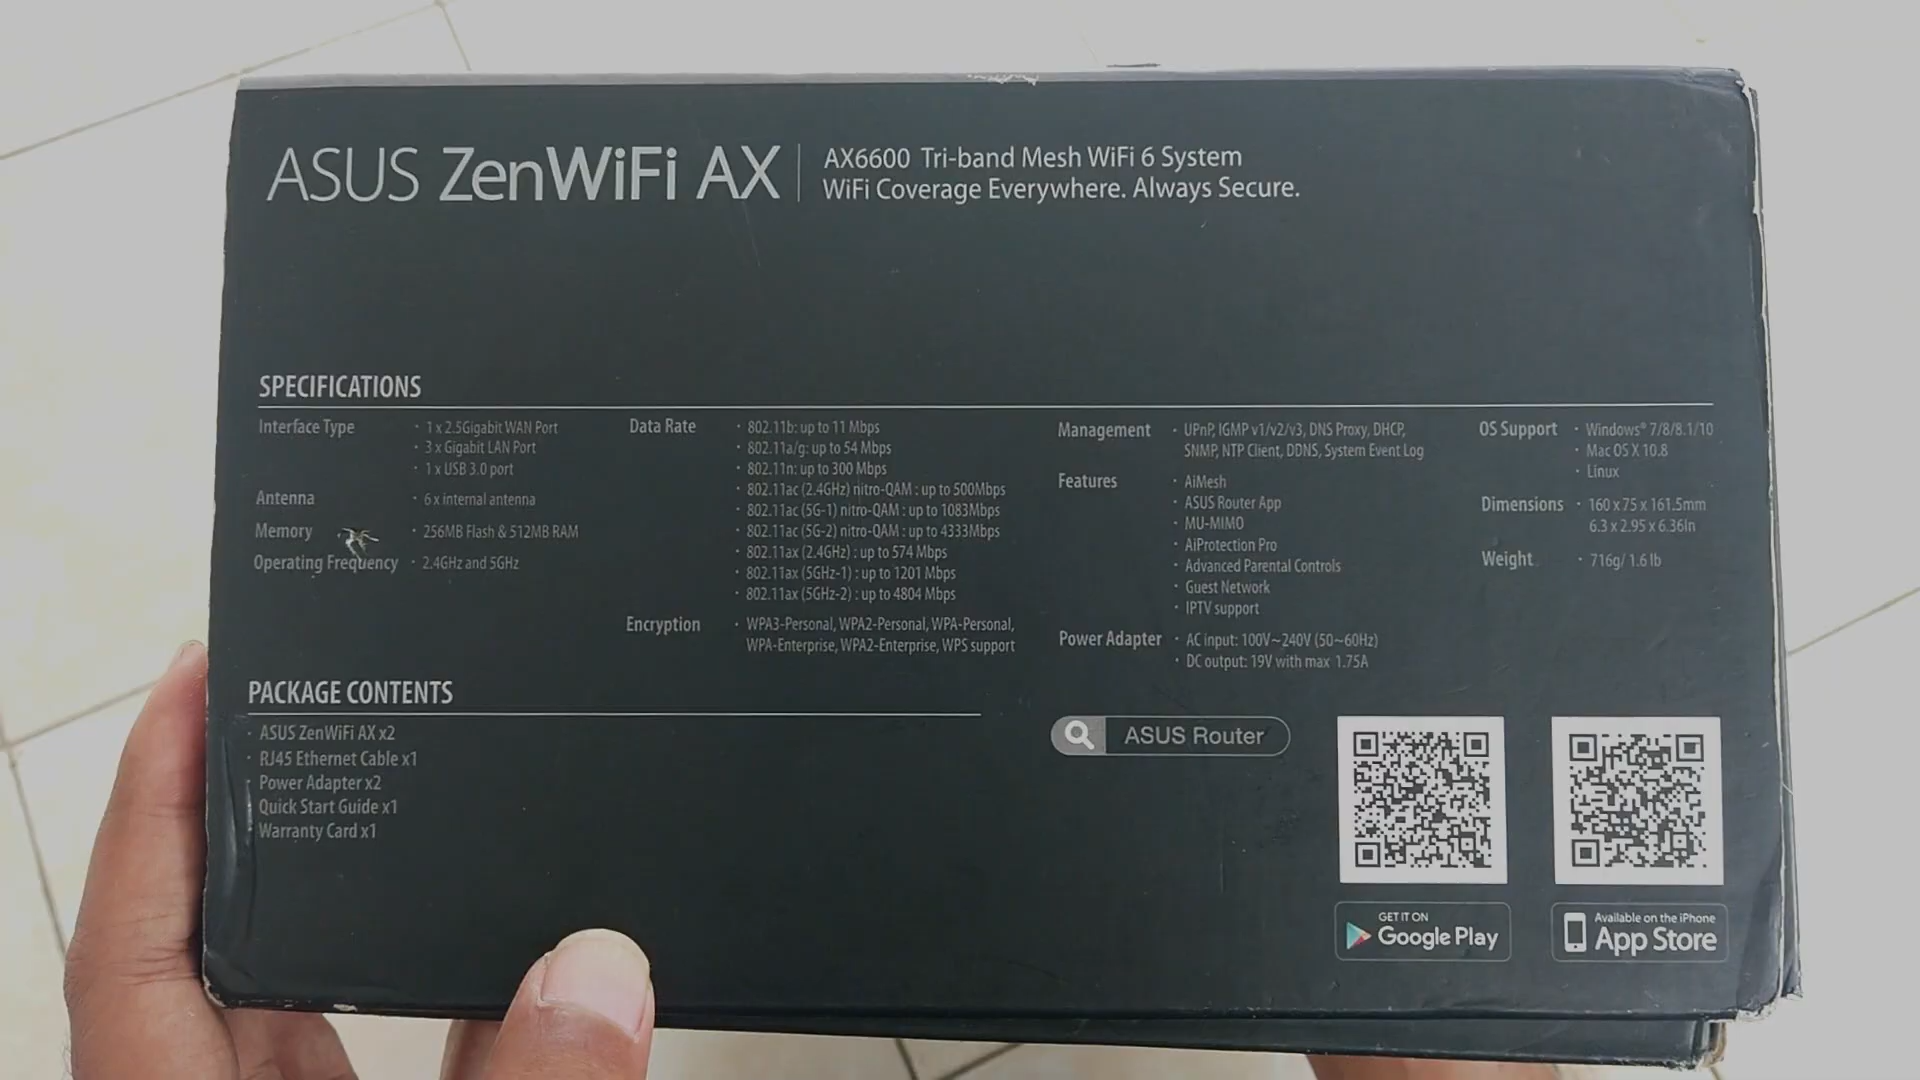 ASUS ZenWiFi AX
AX6600 Tri-band Mesh WiFi 6 System
WiFi Coverage Everywhere. Always Secure.
SPECIFICATIONS
Interface Type
· 1 x 2.5Gigabit WAN Port
· 3 x Gigabit LAN Port
· 1 x USB 3.0 port
Antenna
· 6 x internal antenna
Memory
· 256MB Flash & 512MB RAM
Operating Frequency
· 2.4GHz and 5GHz
Data Rate
· 802.11b: up to 11 Mbps
· 802.11a/g: up to 54 Mbps
· 802.11n: up to 300 Mbps
· 802.11ac (2.4GHz) nitro-QAM : up to 500Mbps
· 802.11ac (5G-1) nitro-QAM : up to 1083Mbps
· 802.11ac (5G-2) nitro-QAM : up to 4333Mbps
· 802.11ax (2.4GHz) : up to 574 Mbps
· 802.11ax (5GHz-1) : up to 1201 Mbps
· 802.11ax (5GHz-2) : up to 4804 Mbps
Encryption
· WPA3-Personal, WPA2-Personal, WPA-Personal,
WPA-Enterprise, WPA2-Enterprise, WPS support
Management
· UPnP, IGMP v1/v2/v3, DNS Proxy, DHCP,
SNMP, NTP Client, DDNS, System Event Log
Features
· AiMesh
· ASUS Router App
· MU-MIMO
· AiProtection Pro
· Advanced Parental Controls
· Guest Network
· IPTV support
Power Adapter
· AC input: 100V~240V (50~60Hz)
· DC output: 19V with max 1.75A
OS Support
· Windows® 7/8/8.1/10
· Mac OS X 10.8
· Linux
Dimensions
· 160 x 75 x 161.5mm
6.3 x 2.95 x 6.36In
Weight
· 716g/ 1.6 lb
PACKAGE CONTENTS
· ASUS ZenWiFi AX x2
· RJ45 Ethernet Cable x1
· Power Adapter x2
· Quick Start Guide x1
· Warranty Card x1
ASUS Router
GET IT ON
Google Play
Available on the iPhone
App Store